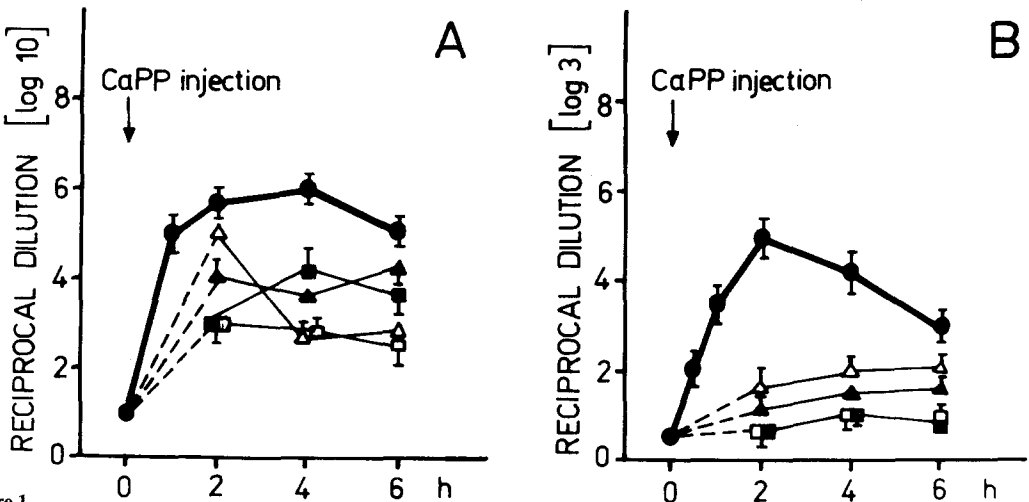 A
RECIPROCAL DILUTION [log 10]
CaPP injection
8
6
4
2
0
0 2 4 6 h
B
RECIPROCAL DILUTION [log 3]
CaPP injection
8
6
4
2
0
0 2 4 6 h